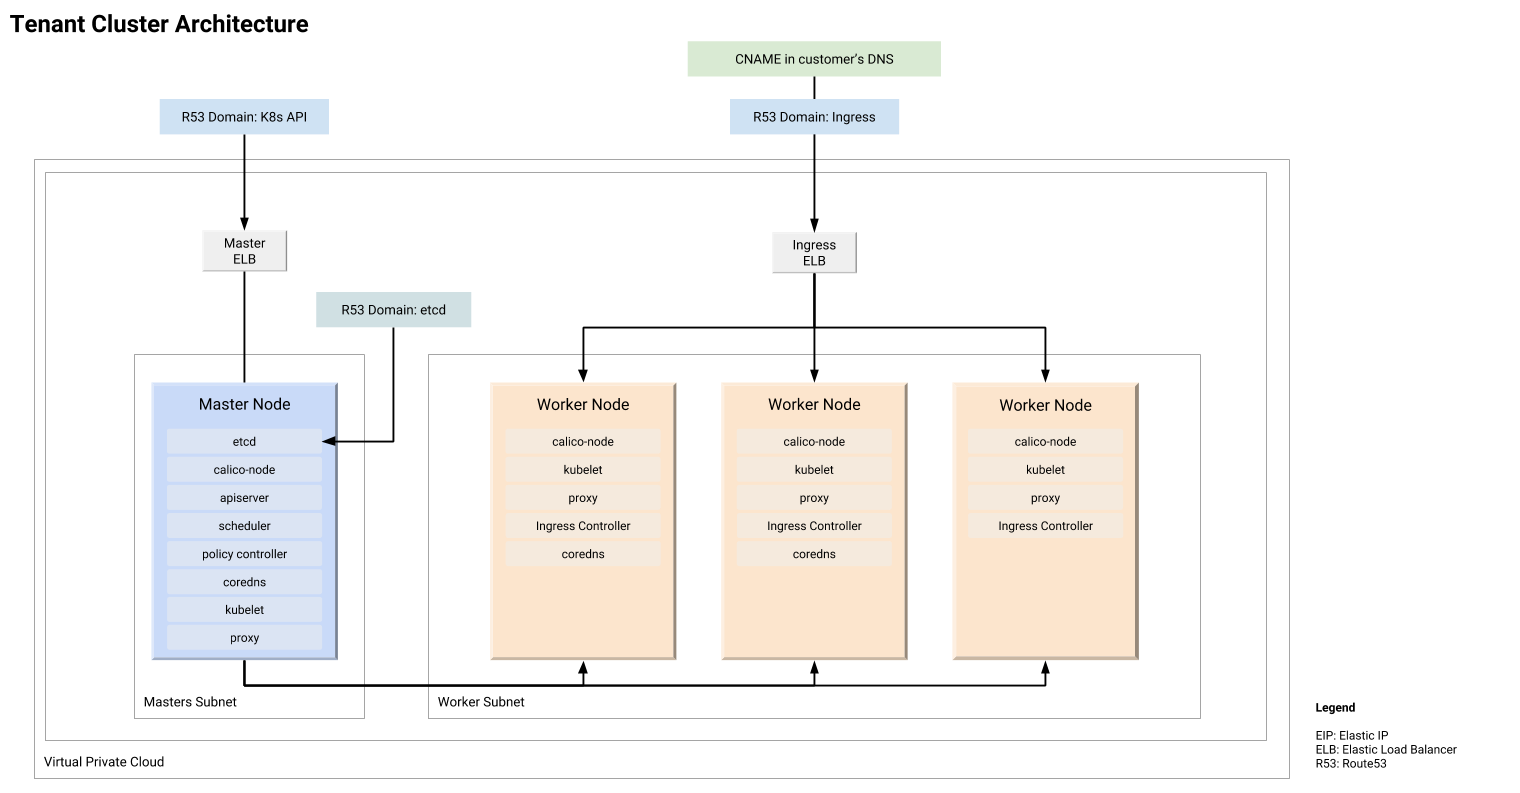 Tenant Cluster Architecture
CNAME in customer’s DNS
R53 Domain: K8s API
R53 Domain: Ingress
Master
ELB
Ingress
ELB
R53 Domain: etcd
Master Node
etcd
calico-node
apiserver
scheduler
policy controller
coredns
kubelet
proxy
Masters Subnet
Worker Node
calico-node
kubelet
proxy
Ingress Controller
coredns
Worker Node
calico-node
kubelet
proxy
Ingress Controller
coredns
Worker Node
calico-node
kubelet
proxy
Ingress Controller
Worker Subnet
Virtual Private Cloud
Legend
EIP: Elastic IP
ELB: Elastic Load Balancer
R53: Route53